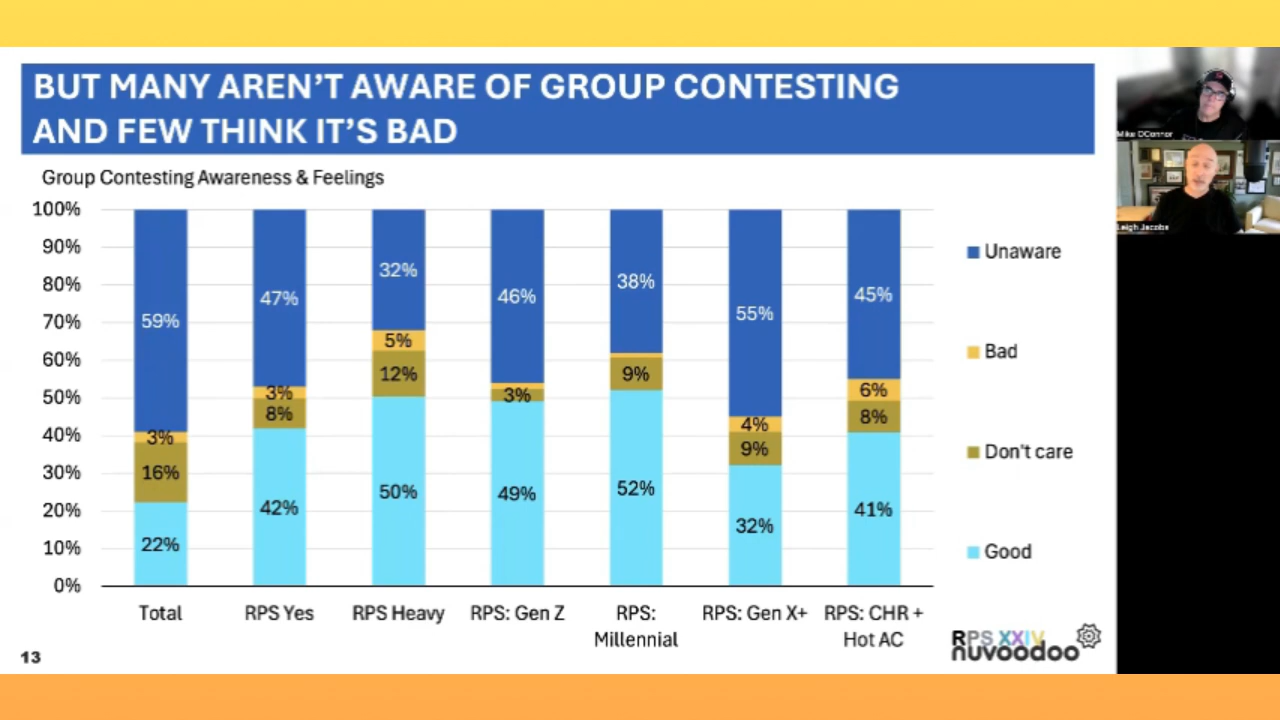 BUT MANY AREN'T AWARE OF GROUP CONTESTING
AND FEW THINK IT'S BAD
Group Contesting Awareness & Feelings
100%
90%
80%
70%
60%
50%
40%
30%
20%
10%
0%
59%
3%
16%
22%
47%
3%
8%
42%
32%
5%
12%
50%
46%
3%
49%
38%
9%
52%
55%
4%
9%
32%
45%
6%
8%
41%
Total
RPS Yes
RPS Heavy
RPS: Gen Z
RPS:
Millennial
RPS: Gen X+
RPS: CHR +
Hot AC
Unaware
Bad
Don't care
Good
RPS XXIV
nuvoodoo
13
Mike OConnor
Leigh Jacobs